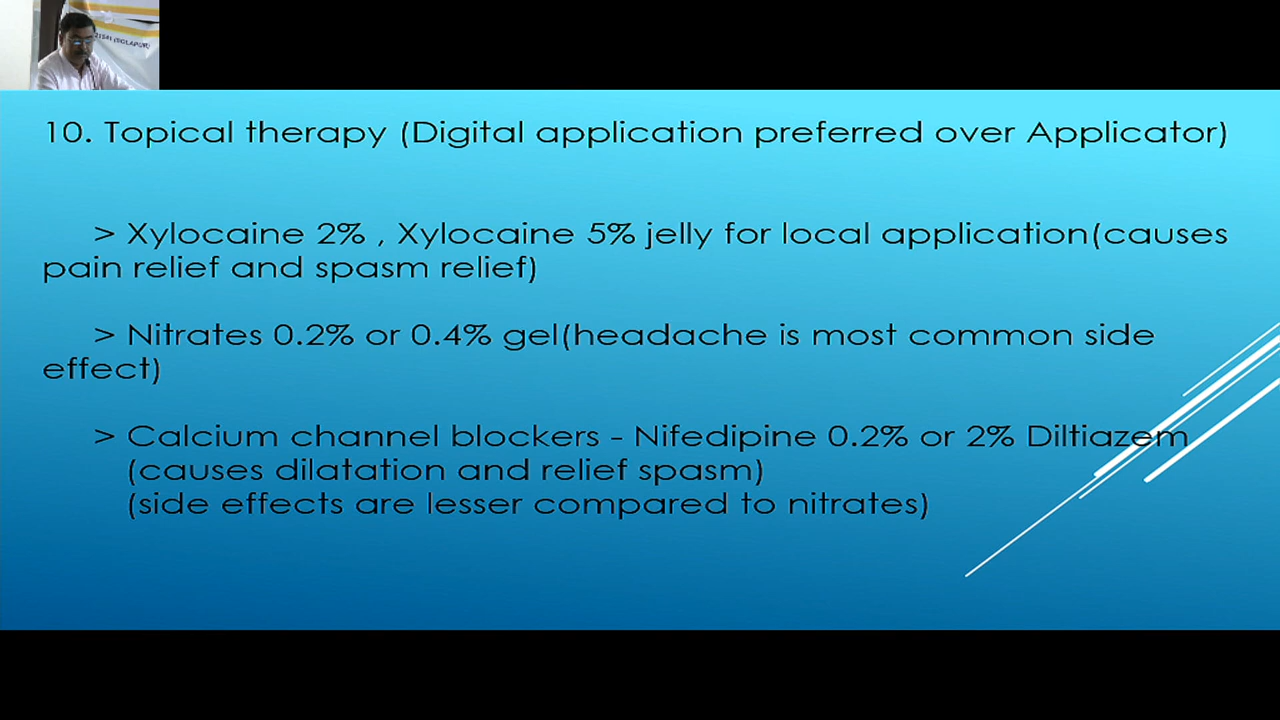 21541 (SOLAPUR)
10. Topical therapy (Digital application preferred over Applicator)
> Xylocaine 2% , Xylocaine 5% jelly for local application(causes
pain relief and spasm relief)
> Nitrates 0.2% or 0.4% gel(headache is most common side
effect)
> Calcium channel blockers - Nifedipine 0.2% or 2% Diltiazem
(causes dilatation and relief spasm)
(side effects are lesser compared to nitrates)